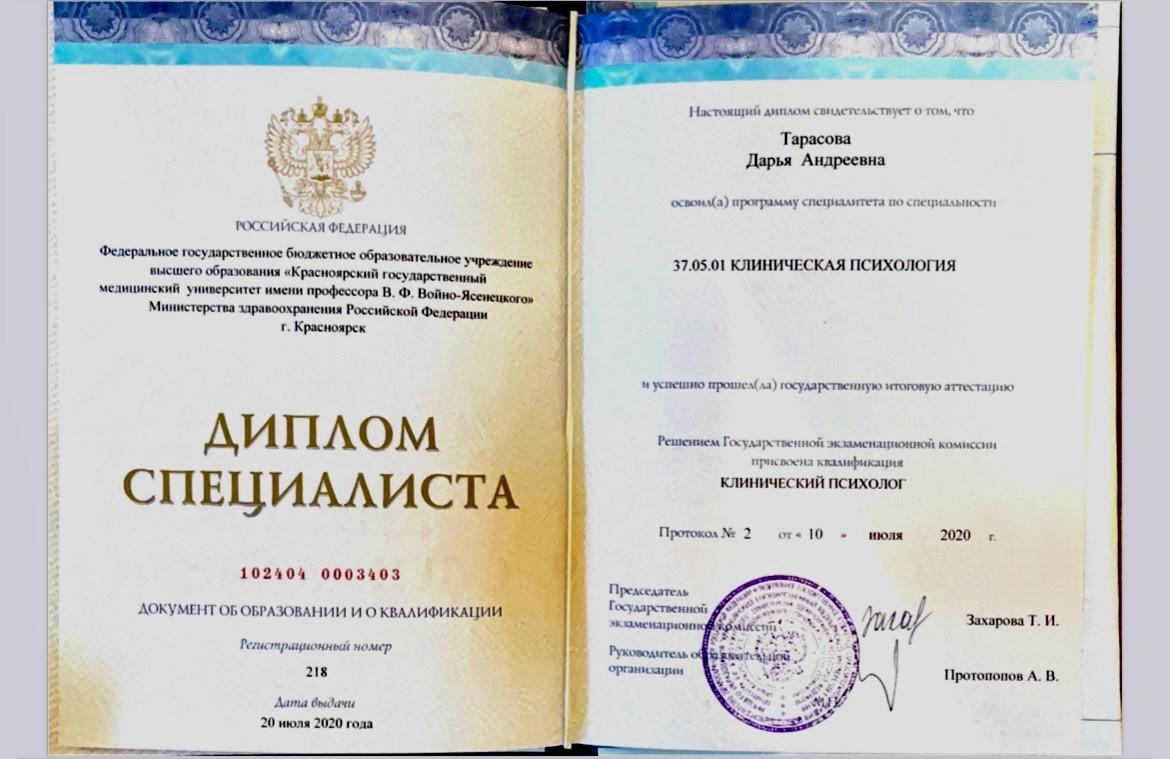 РОССИЙСКАЯ ФЕДЕРАЦИЯ
Федеральное государственное бюджетное образовательное учреждение
высшего образования «Красноярский государственный
медицинский университет имени профессора В. Ф. Войно-Ясенецкого»
Министерства здравоохранения Российской Федерации
г. Красноярск
ДИПЛОМ
СПЕЦИАЛИСТА
102404 0003403
ДОКУМЕНТ ОБ ОБРАЗОВАНИИ И О КВАЛИФИКАЦИИ
Регистрационный номер
218
Дата выдачи
20 июля 2020 года
Настоящий диплом свидетельствует о том, что
Тарасова
Дарья Андреевна
освоил(а) программу специалитета по специальности
37.05.01 КЛИНИЧЕСКАЯ ПСИХОЛОГИЯ
и успешно прошел(ла) государственную итоговую аттестацию
Решением Государственной экзаменационной комиссии
присвоена квалификация
КЛИНИЧЕСКИЙ ПСИХОЛОГ
Протокол № 2 от « 10 » июля 2020 г.
Председатель
Государственной
экзаменационной комиссии
Захарова Т. И.
Руководитель образовательной
организации
Протопопов А. В.